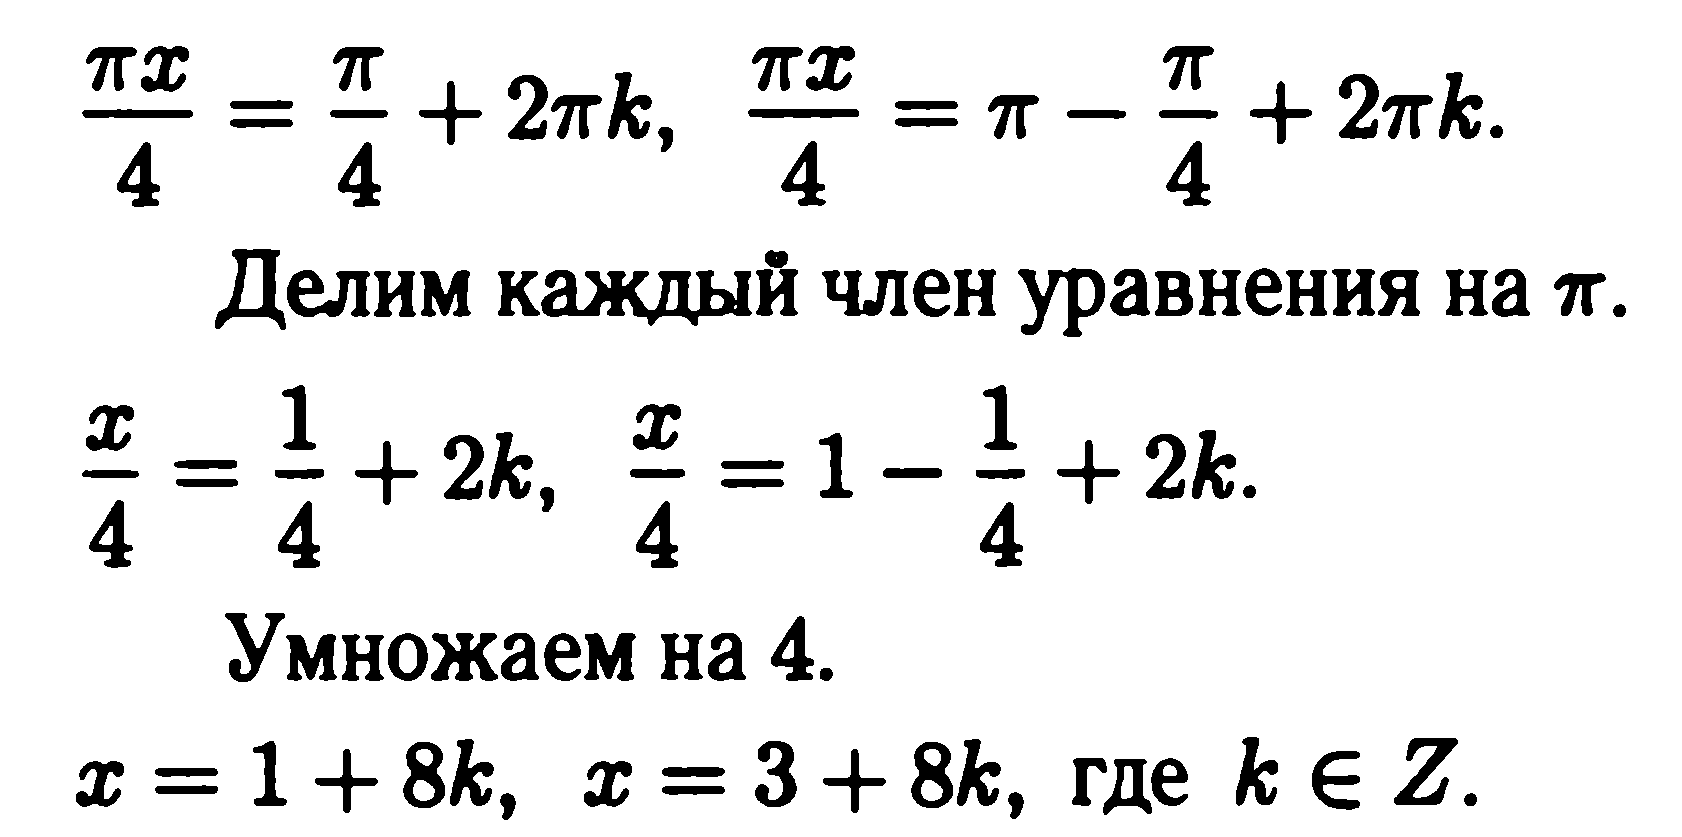 πx/4 = π/4 + 2πk, πx/4 = π − π/4 + 2πk.
Делим каждый член уравнения на π.
x/4 = 1/4 + 2k, x/4 = 1 − 1/4 + 2k.
Умножаем на 4.
x = 1 + 8k, x = 3 + 8k, где k ∈ Z.